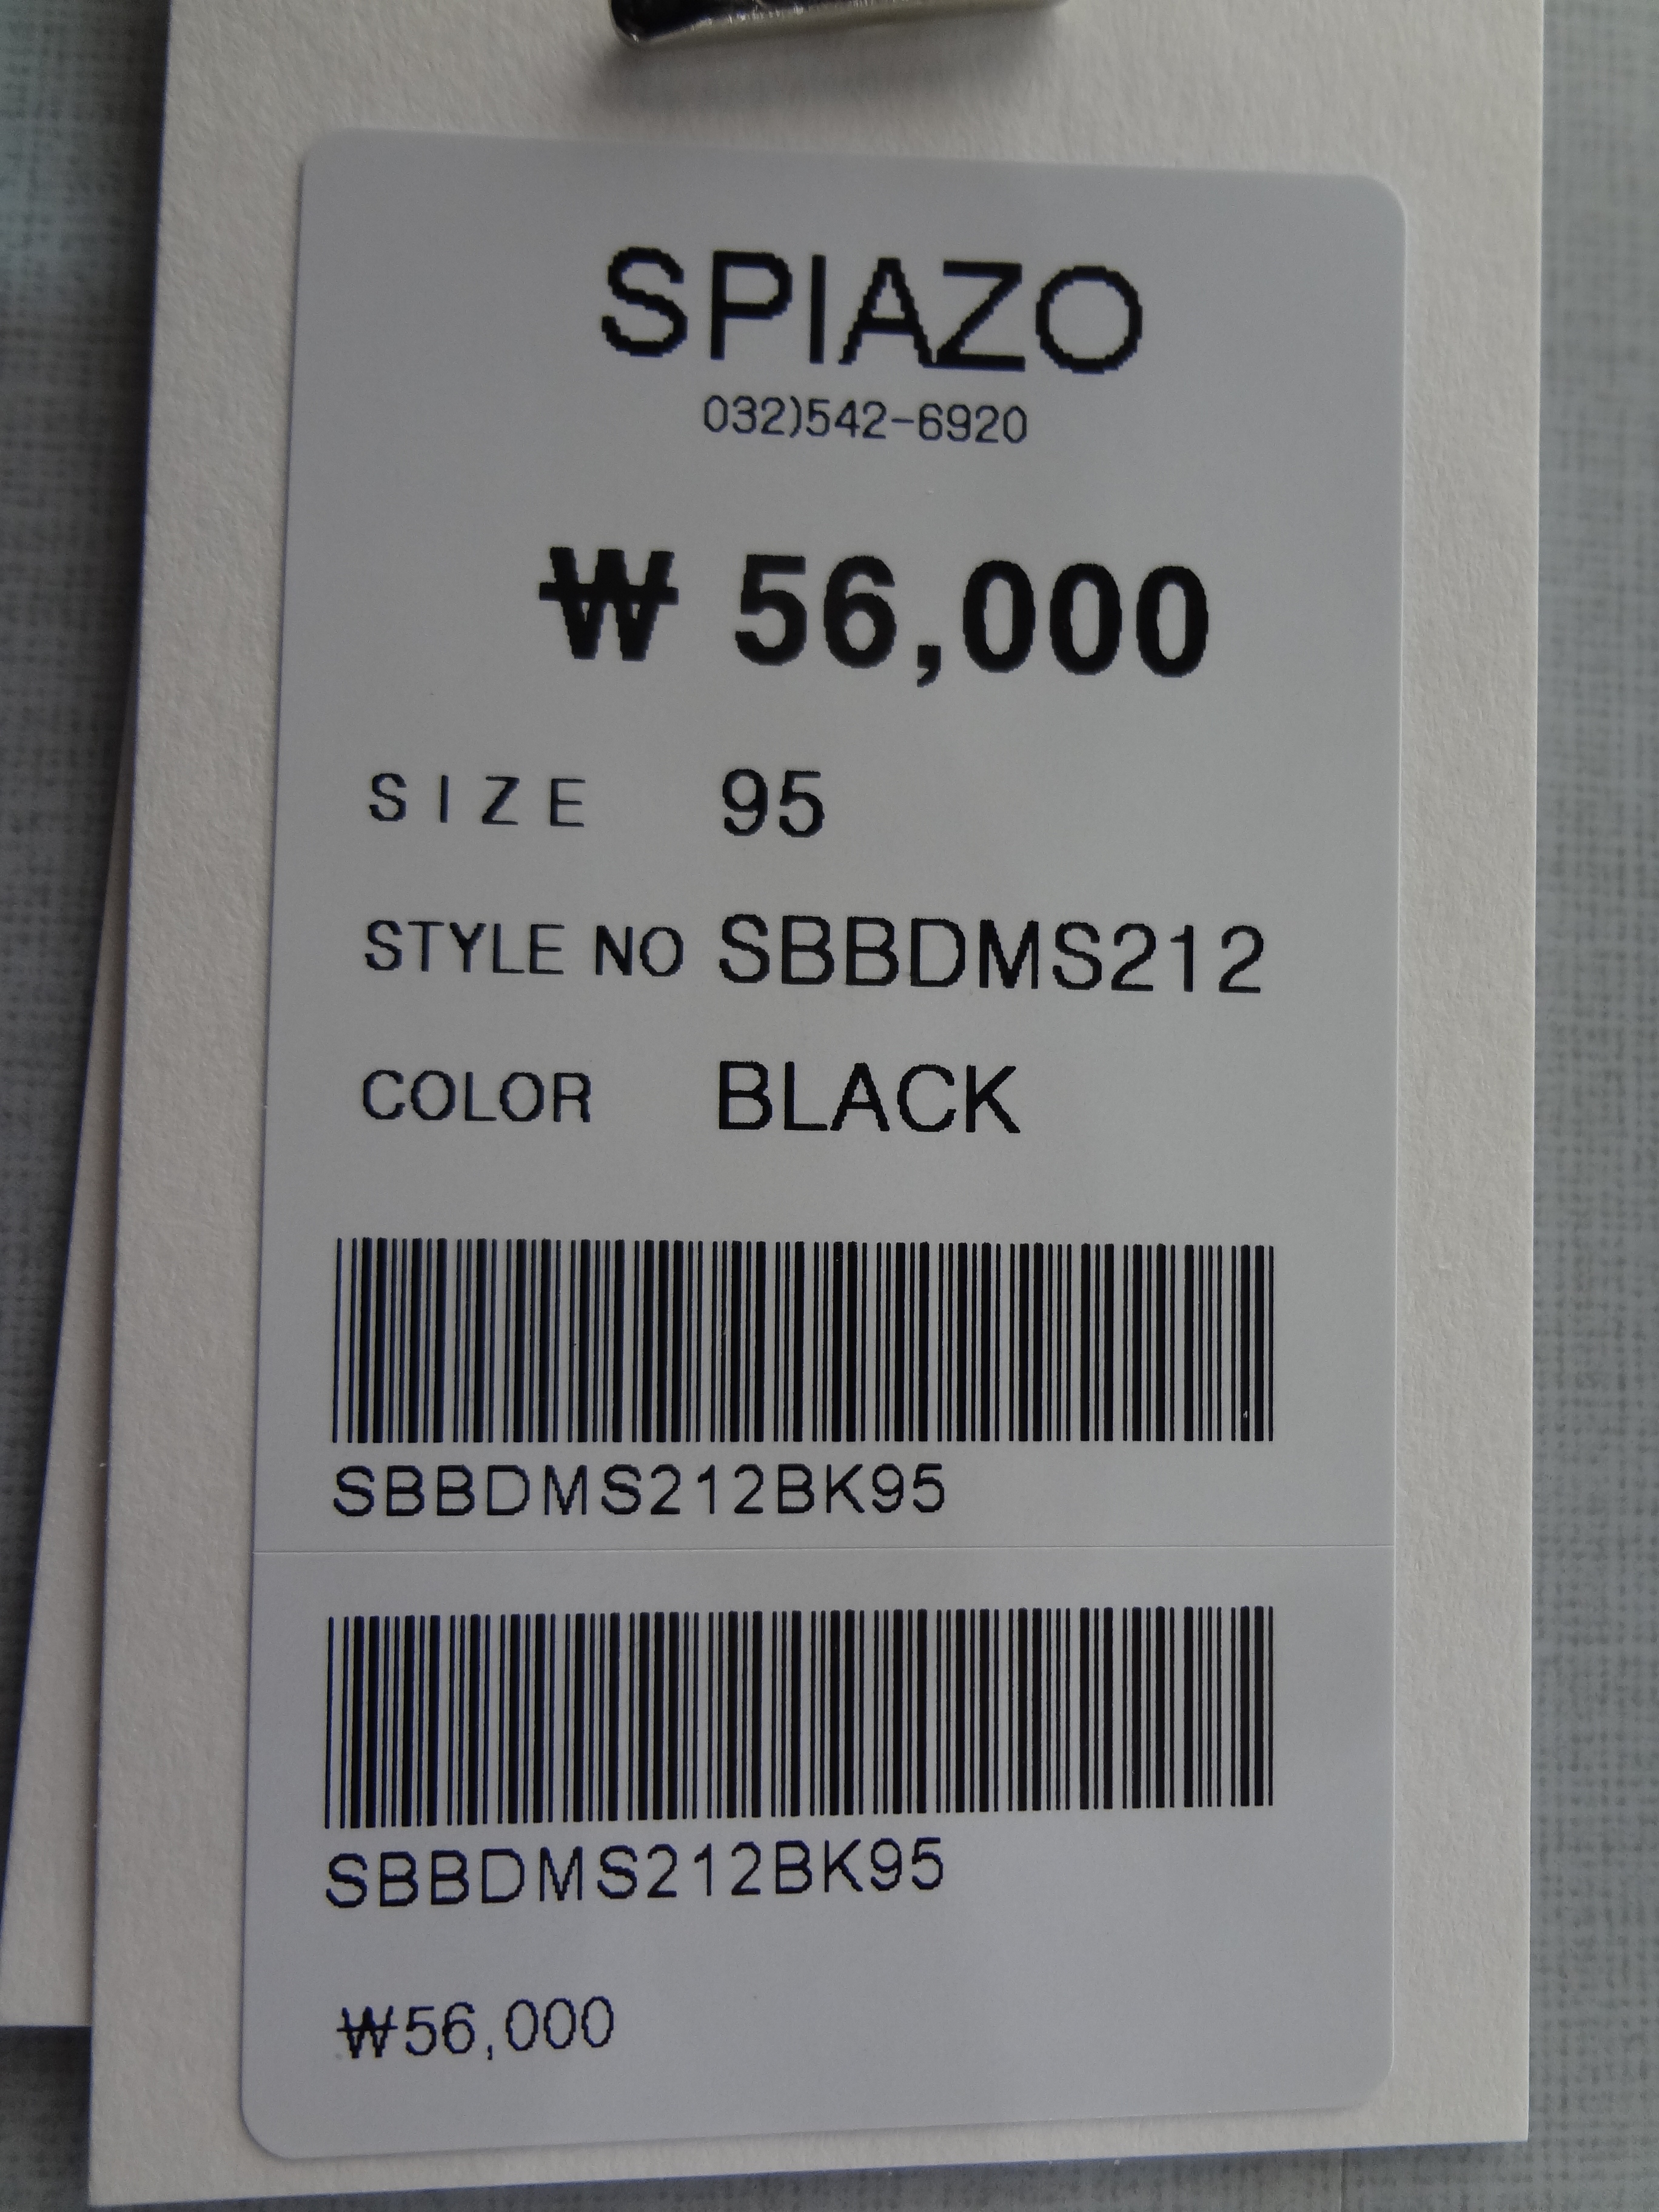 SPIAZO
032)542-6920
₩ 56,000
SIZE 95
STYLE NO SBBDMS212
COLOR BLACK
SBBDMS212BK95
SBBDMS212BK95
₩56,000